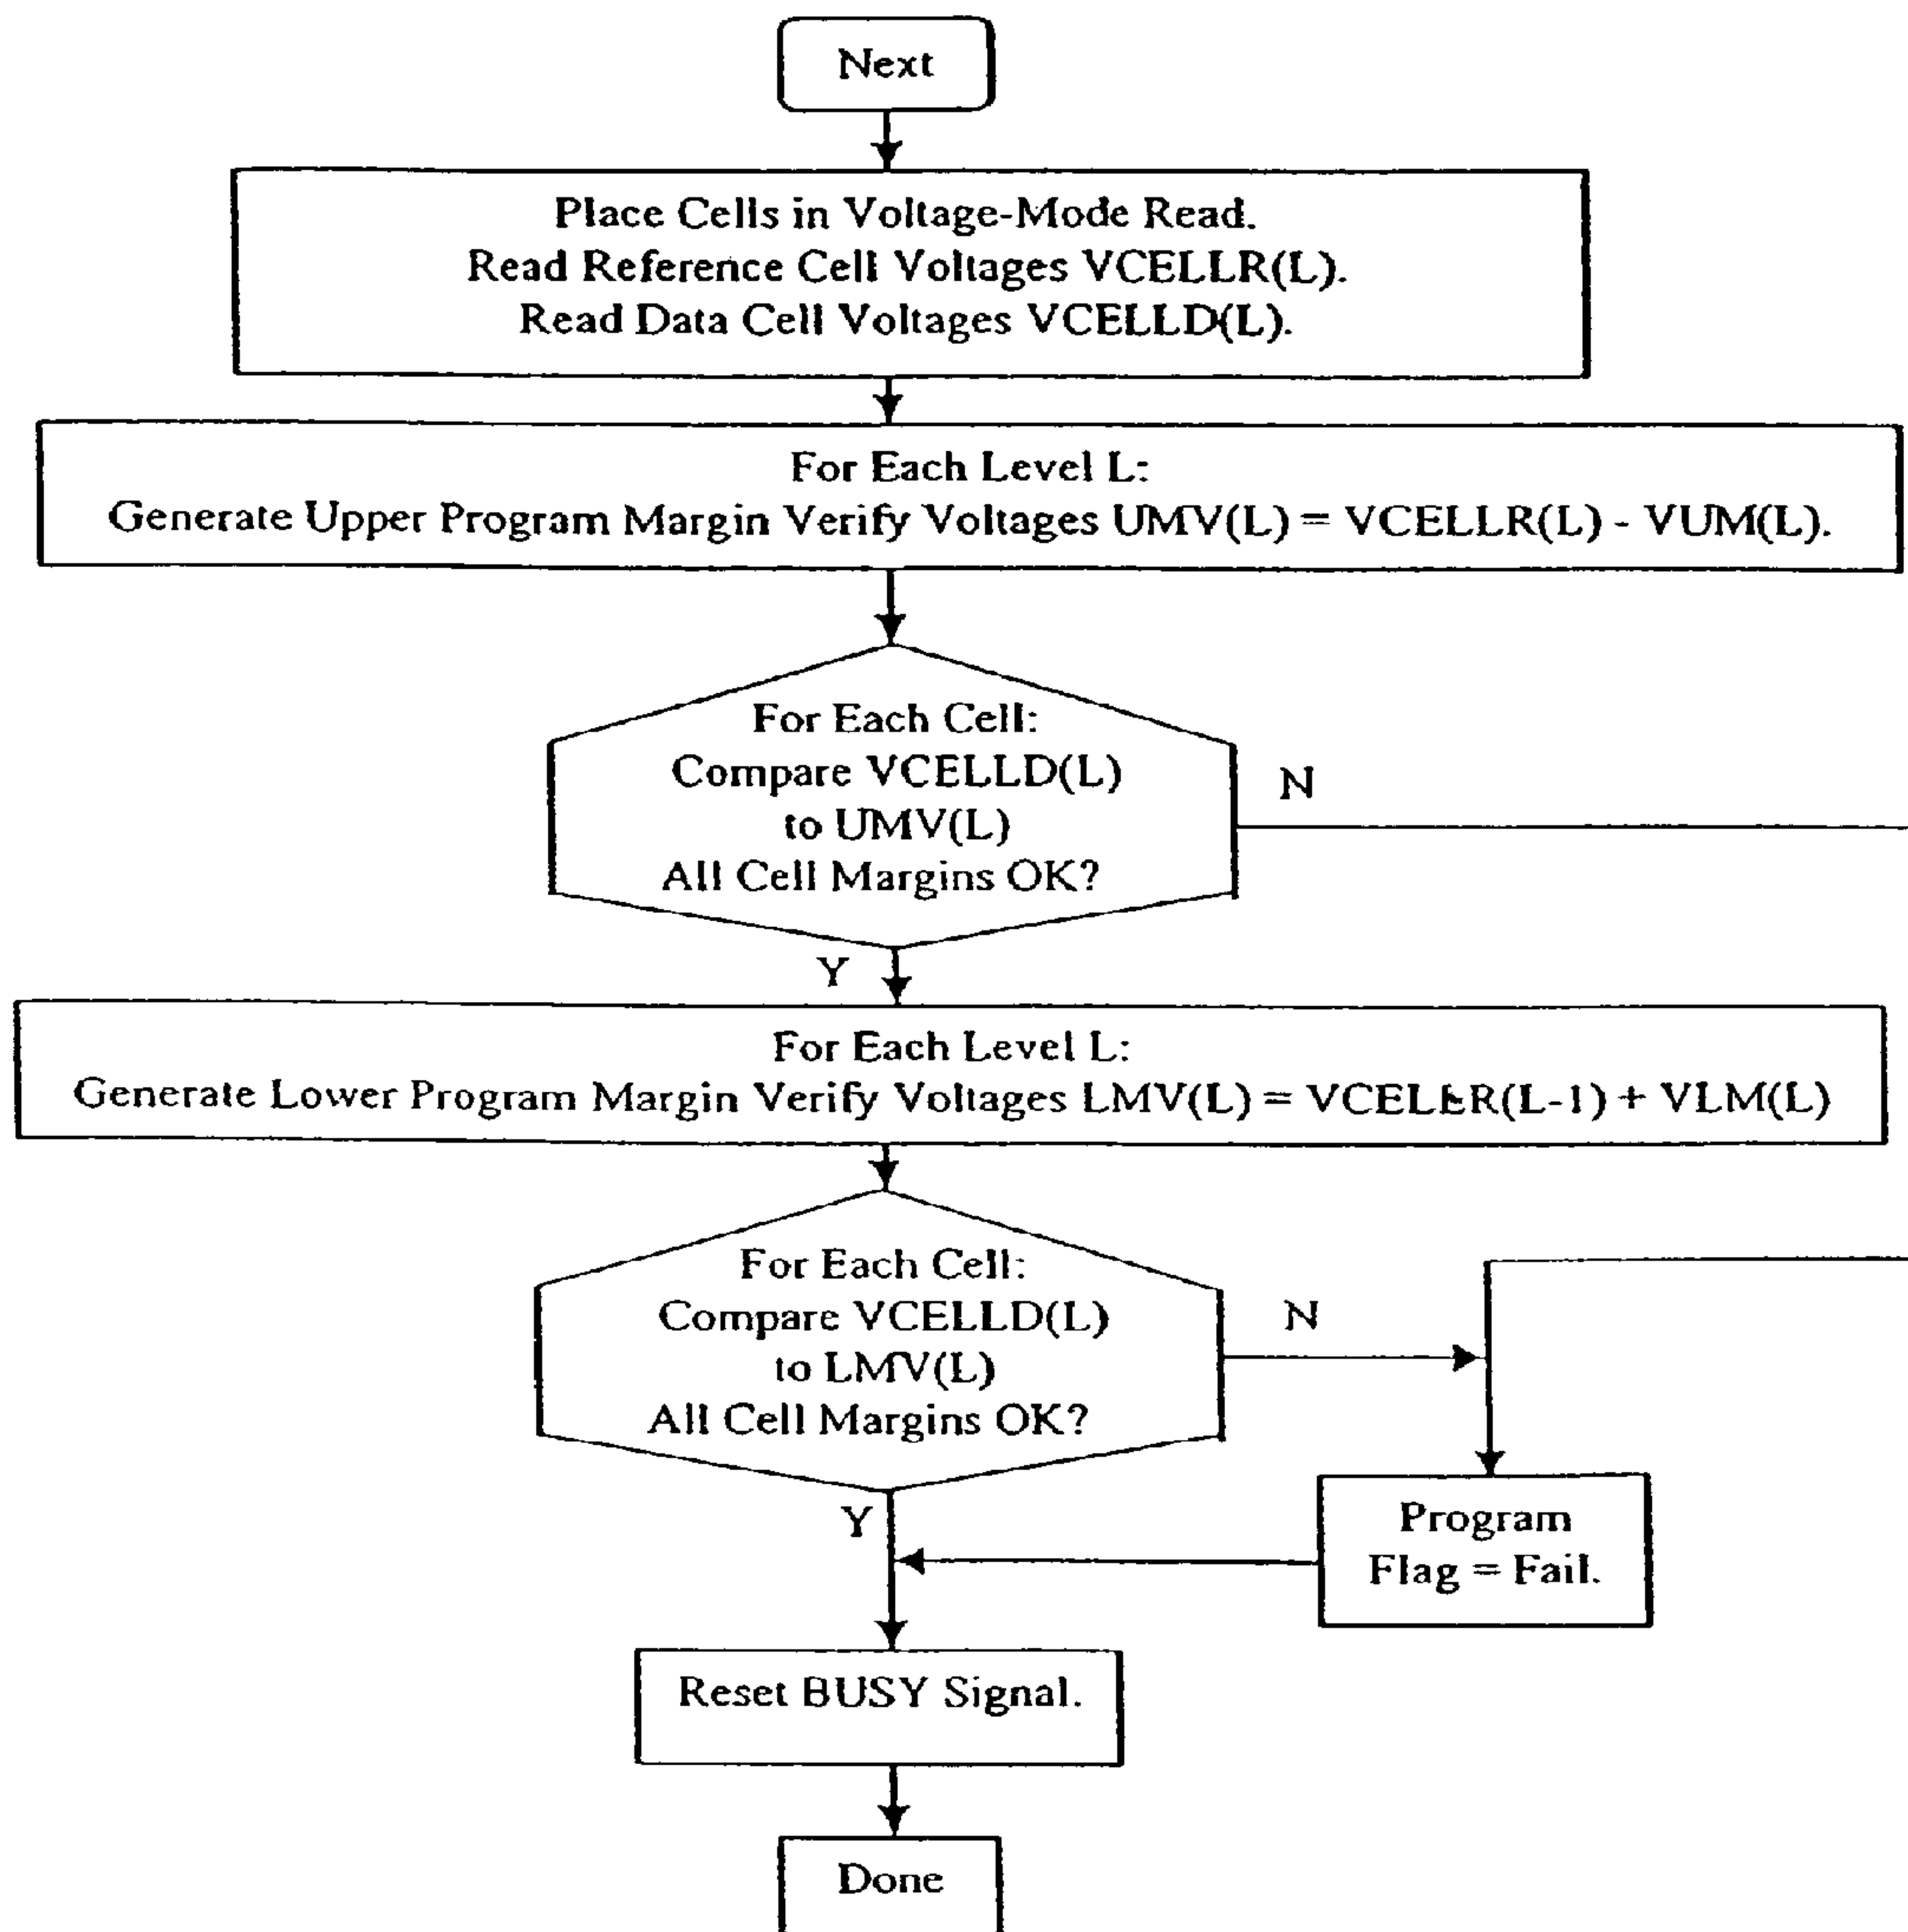 Next
Place Cells in Voltage-Mode Read.
Read Reference Cell Voltages VCELLR(L).
Read Data Cell Voltages VCELLD(L).
For Each Level L:
Generate Upper Program Margin Verify Voltages UMV(L) = VCELLR(L) - VUM(L).
For Each Cell:
Compare VCELLD(L)
to UMV(L)
All Cell Margins OK?
N
Y
For Each Level L:
Generate Lower Program Margin Verify Voltages LMV(L) = VCELLR(L-1) + VLM(L)
For Each Cell:
Compare VCELLD(L)
to LMV(L)
All Cell Margins OK?
N
Y
Program
Flag = Fail.
Reset BUSY Signal.
Done